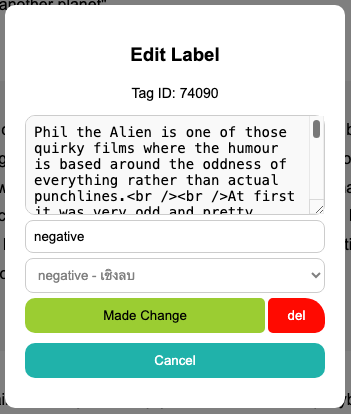 another planet"
Edit Label
Tag ID: 74090
Phil the Alien is one of those
quirky films where the humour
is based around the oddness of
everything rather than actual
punchlines.<br /><br />At first
it was very odd and pretty
negative
negative - เชิงลบ
Made Change
del
Cancel